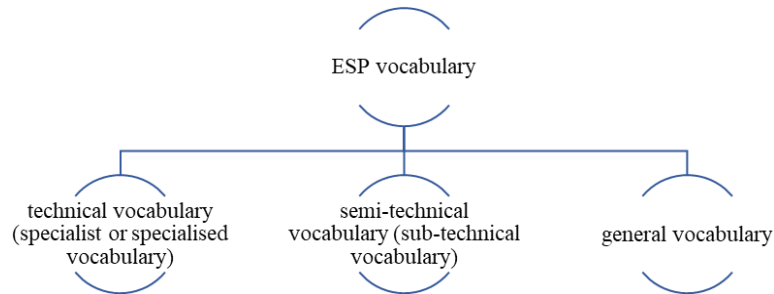 ESP vocabulary
technical vocabulary
(specialist or specialised
vocabulary)
semi-technical
vocabulary (sub-technical
vocabulary)
general vocabulary